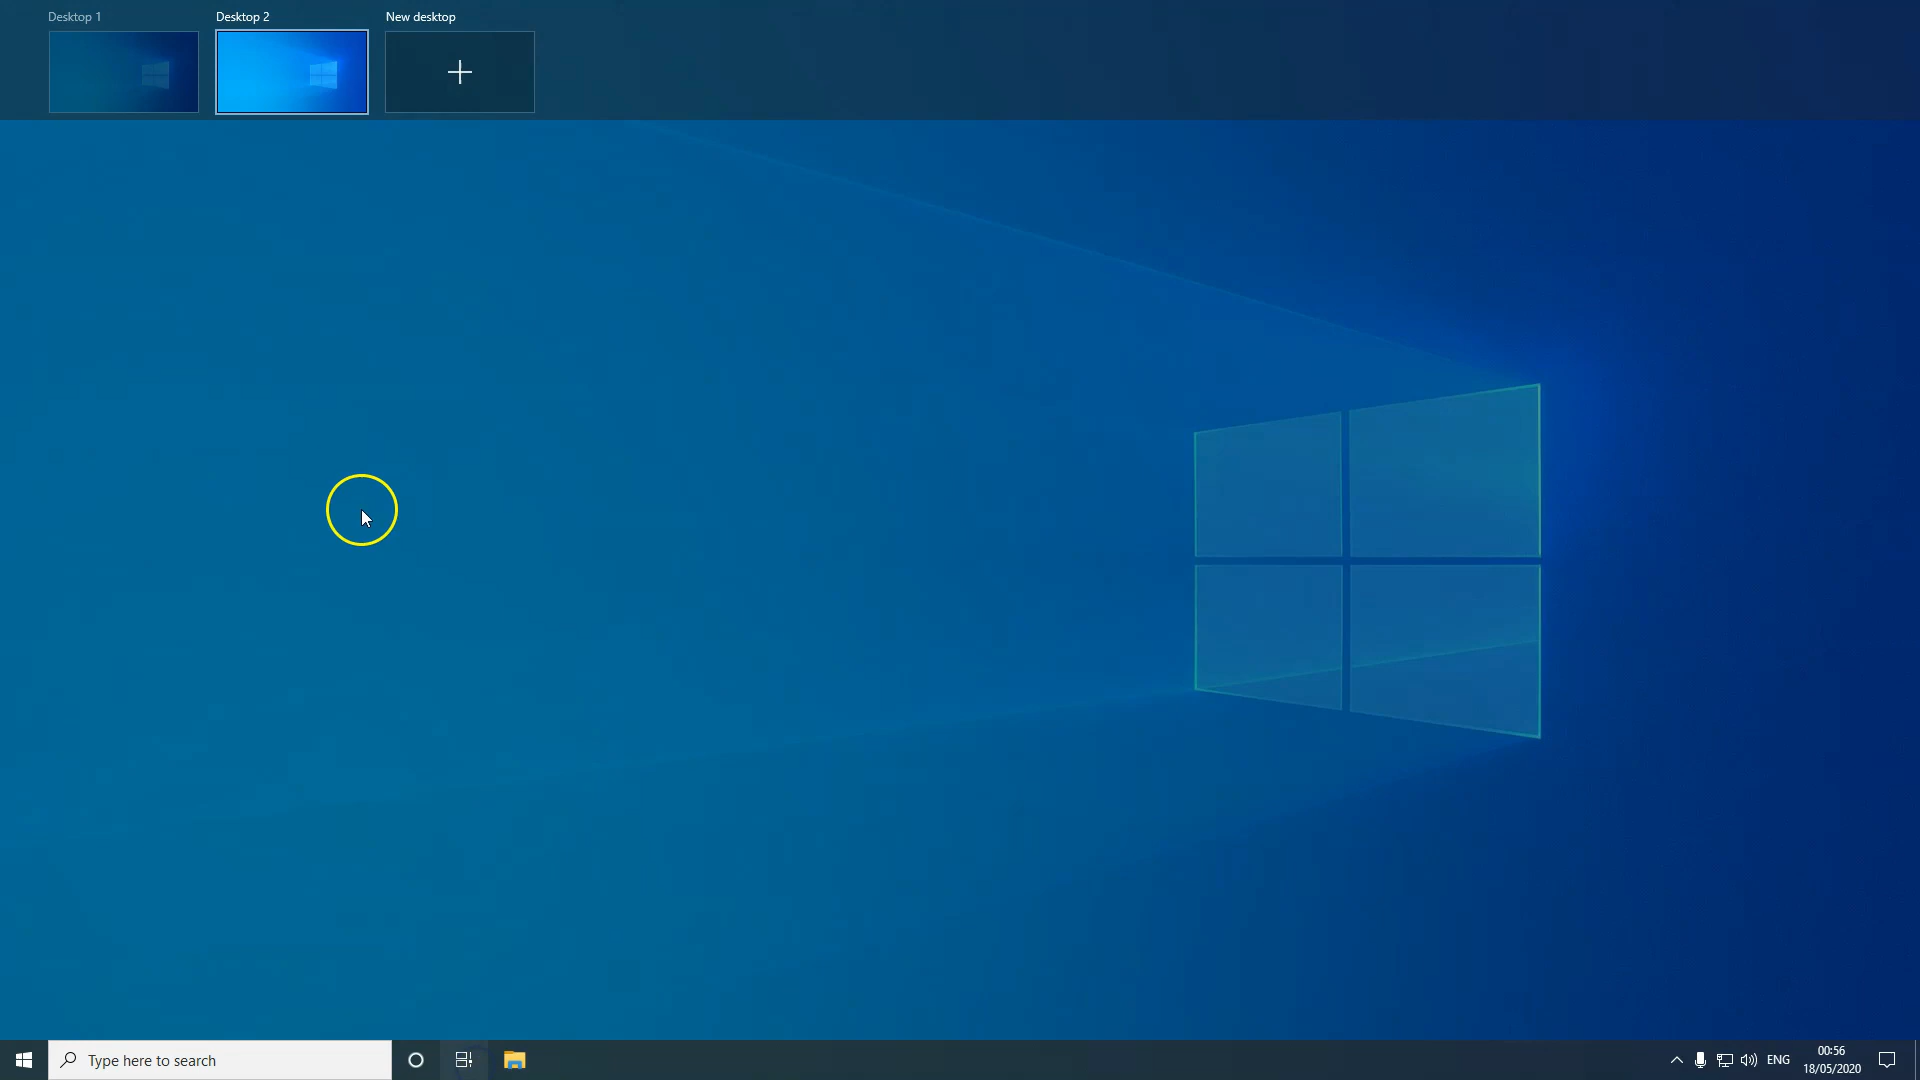 Desktop 1
Desktop 2
New desktop
Type here to search
ENG
00:56
18/05/2020